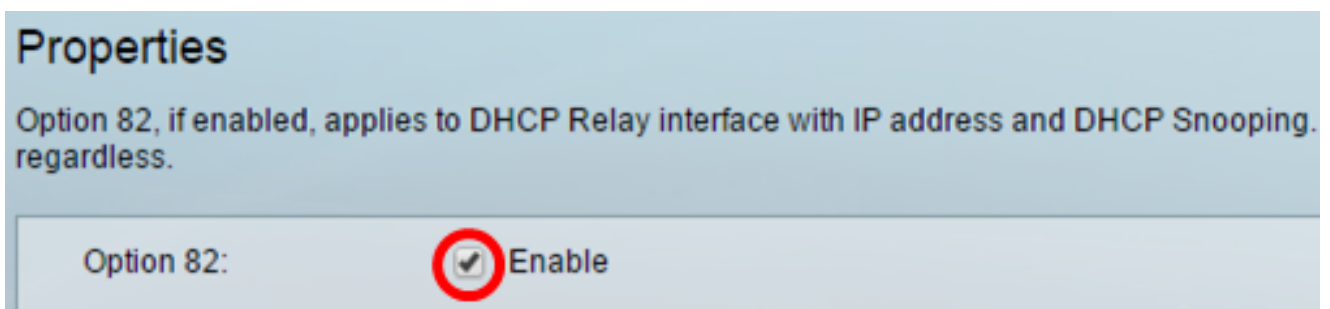 Properties
Option 82, if enabled, applies to DHCP Relay interface with IP address and DHCP Snooping.
regardless.
Option 82:
Enable